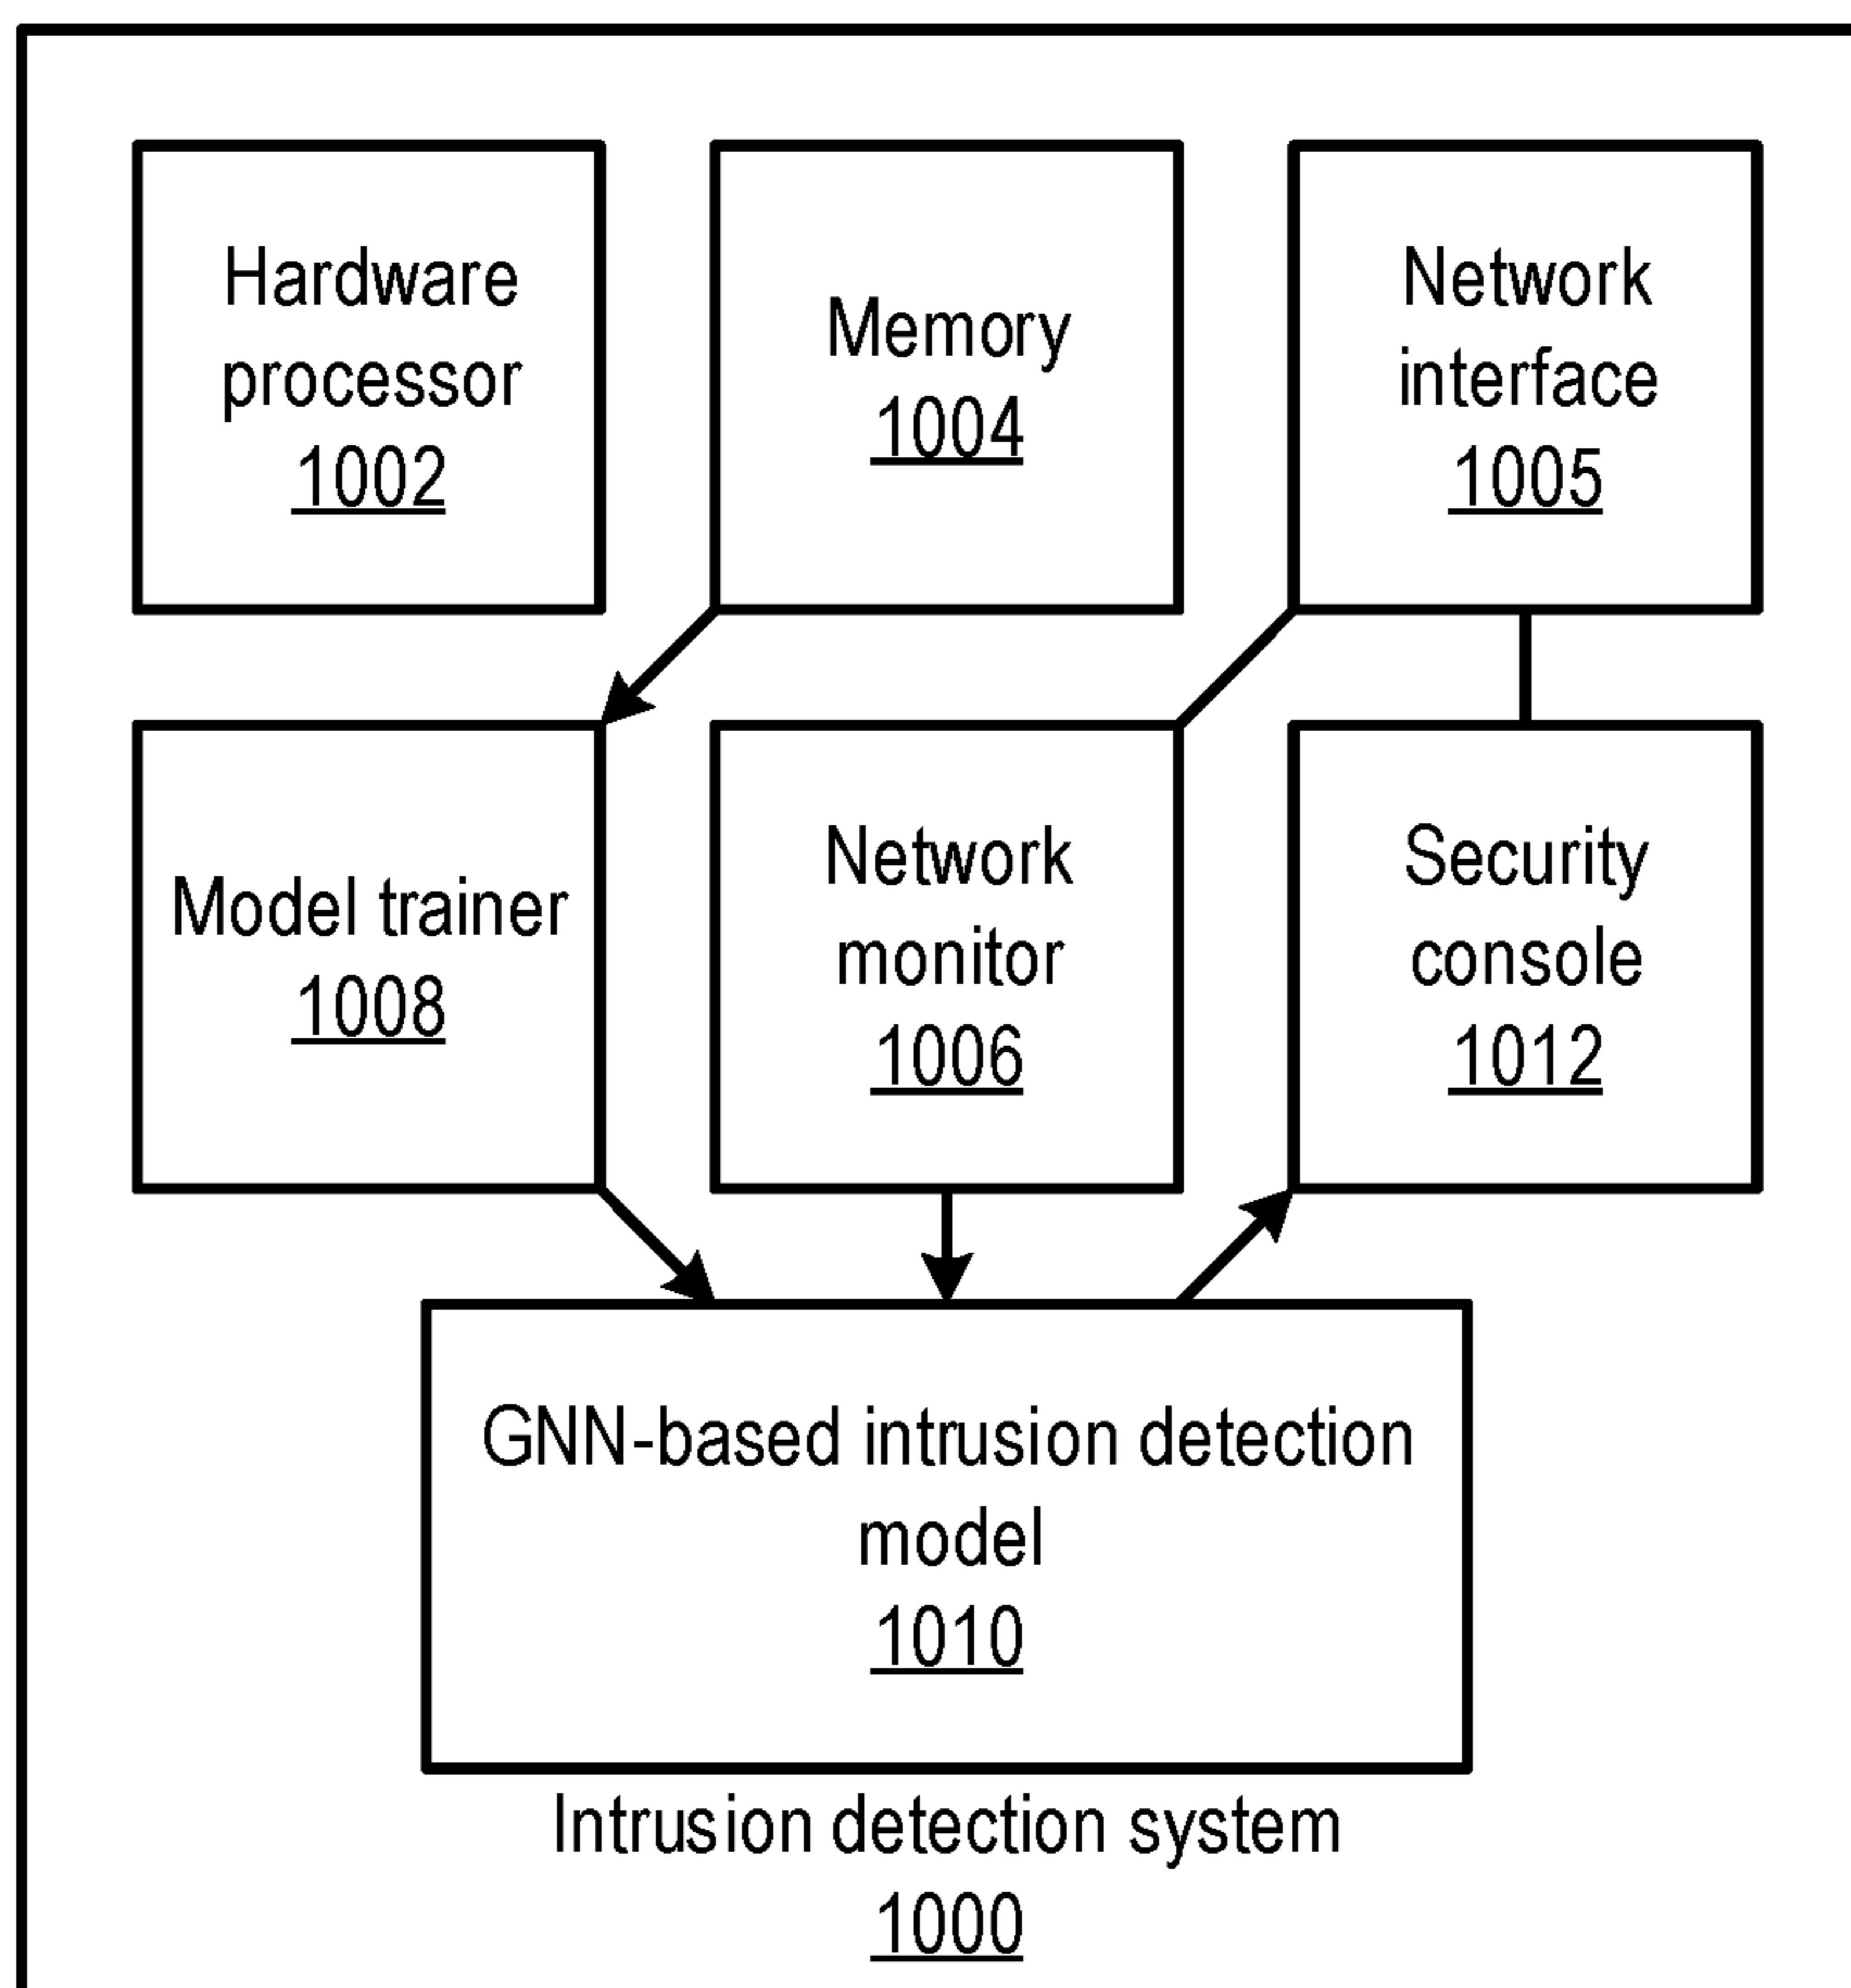 Hardware
processor
1002
Memory
1004
Network
interface
1005
Model trainer
1008
Network
monitor
1006
Security
console
1012
GNN-based intrusion detection
model
1010
Intrusion detection system
1000